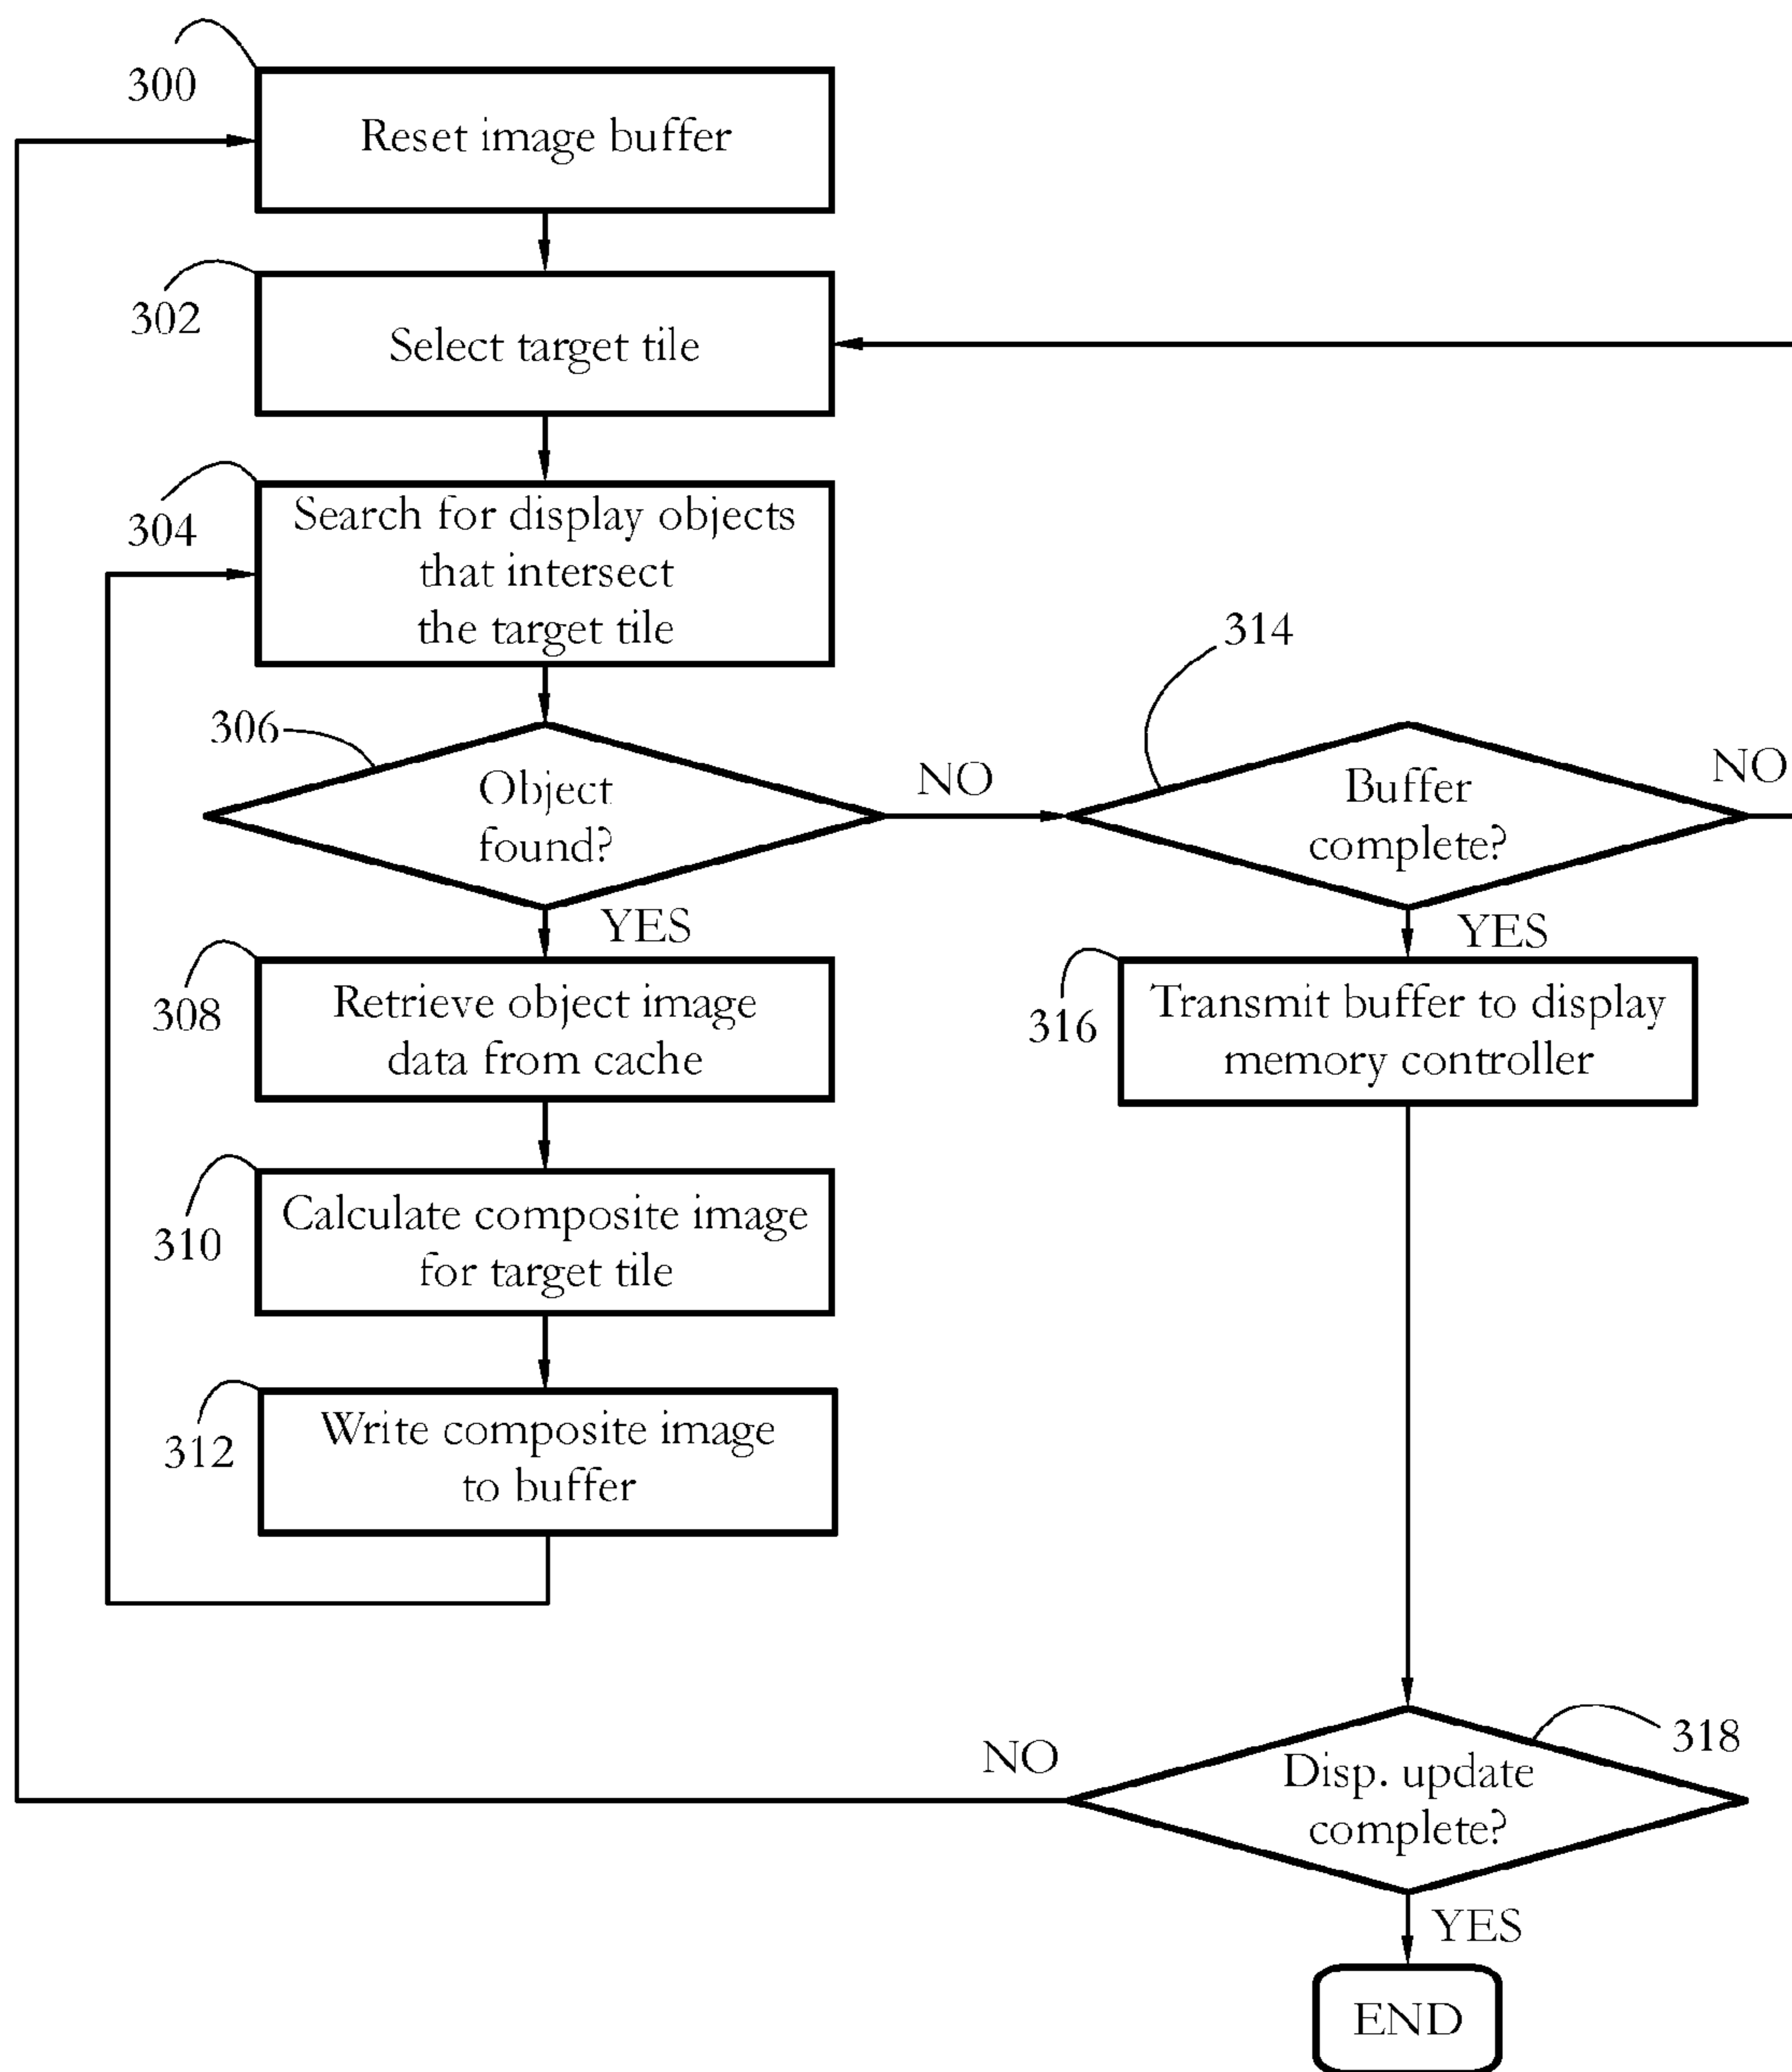 300
Reset image buffer
302
Select target tile
304
Search for display objects
that intersect
the target tile
314
306
Object
found?
NO
Buffer
complete?
NO
YES
YES
308
Retrieve object image
data from cache
316
Transmit buffer to display
memory controller
310
Calculate composite image
for target tile
312
Write composite image
to buffer
318
NO
Disp. update
complete?
YES
END